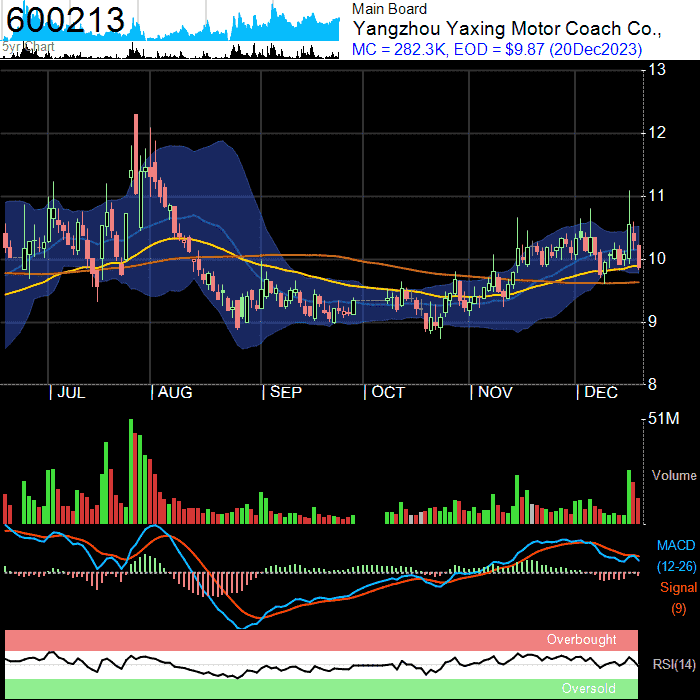 600213
5yr Chart
Main Board
Yangzhou Yaxing Motor Coach Co.,
MC = 282.3K, EOD = $9.87 (20Dec2023)
13
12
11
10
9
8
JUL AUG SEP OCT NOV DEC
51M
Volume
MACD
(12-26)
Signal
(9)
Overbought
RSI(14)
Oversold